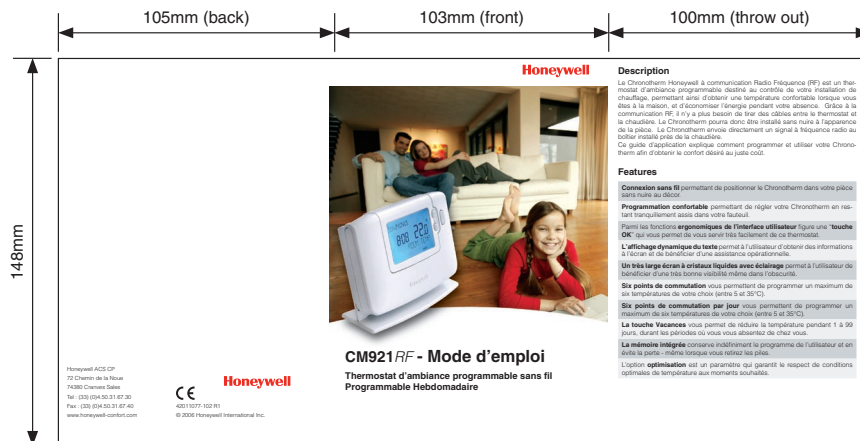 105mm (back)
103mm (front)
100mm (throw out)
148mm
Honeywell ACS CP
72 Chemin de la Noue
74380 Cranves Sales
Tel : (33) (0)4.50.31.67.30
Fax : (33) (0)4.50.31.67.40
www.honeywell-confort.com
Honeywell
42011077-102 R1
© 2006 Honeywell International Inc.
Honeywell
CM921RF - Mode d’emploi
Thermostat d’ambiance programmable sans fil
Programmable Hebdomadaire
Description
Le Chronotherm Honeywell à communication Radio Fréquence (RF) est un ther-
mostat d’ambiance programmable destiné au contrôle de votre installation de
chauffage, permettant ainsi d’obtenir une température confortable lorsque vous
êtes à la maison, et d’économiser l’énergie pendant votre absence. Grâce à la
communication RF, il n’y a plus besoin de tirer des câbles entre le thermostat et
la chaudière. Le Chronotherm pourra donc être installé sans nuire à l’apparence
de la pièce. Le Chronotherm envoie directement un signal à fréquence radio au
boîtier installé près de la chaudière.
Ce guide d’application explique comment programmer et utiliser votre Chrono-
therm afin d’obtenir le confort désiré au juste coût.
Features
Connexion sans fil permettant de positionner le Chronotherm dans votre pièce
sans nuire au décor.
Programmation confortable permettant de régler votre Chronotherm en res-
tant tranquillement assis dans votre fauteuil.
Parmi les fonctions ergonomiques de l’interface utilisateur figure une “touche
OK” qui vous permet de vous servir très facilement de ce thermostat.
L’affichage dynamique du texte permet à l’utilisateur d’obtenir des informations
à l’écran et de bénéficier d’une assistance opérationnelle.
Un très large écran à cristaux liquides avec éclairage permet à l’utilisateur de
bénéficier d’une très bonne visibilité même dans l’obscurité.
Six points de commutation vous permettent de programmer un maximum de
six températures de votre choix (entre 5 et 35°C).
Six points de commutation par jour vous permettent de programmer un
maximum de six températures de votre choix (entre 5 et 35°C).
La touche Vacances vous permet de réduire la température pendant 1 à 99
jours, durant les périodes où vous vous absentez de chez vous.
La mémoire intégrée conserve indéfiniment le programme de l’utilisateur et en
évite la perte - même lorsque vous retirez les piles.
L’option optimisation est un paramètre qui garantit le respect de conditions
optimales de température aux moments souhaités.